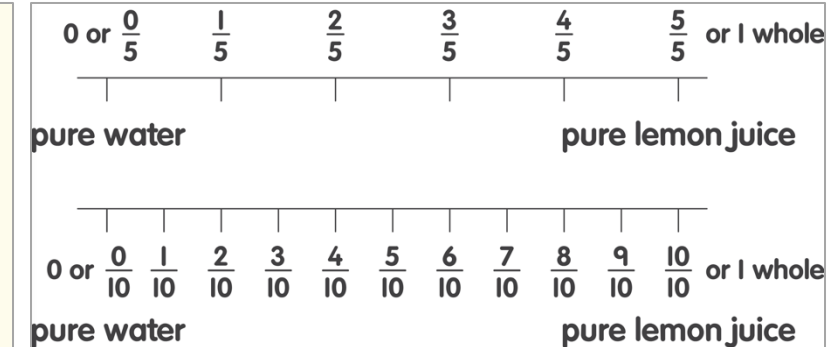 0 or 0/5 1/5 2/5 3/5 4/5 5/5 or 1 whole
pure water pure lemon juice
0 or 0/10 1/10 2/10 3/10 4/10 5/10 6/10 7/10 8/10 9/10 10/10 or 1 whole
pure water pure lemon juice